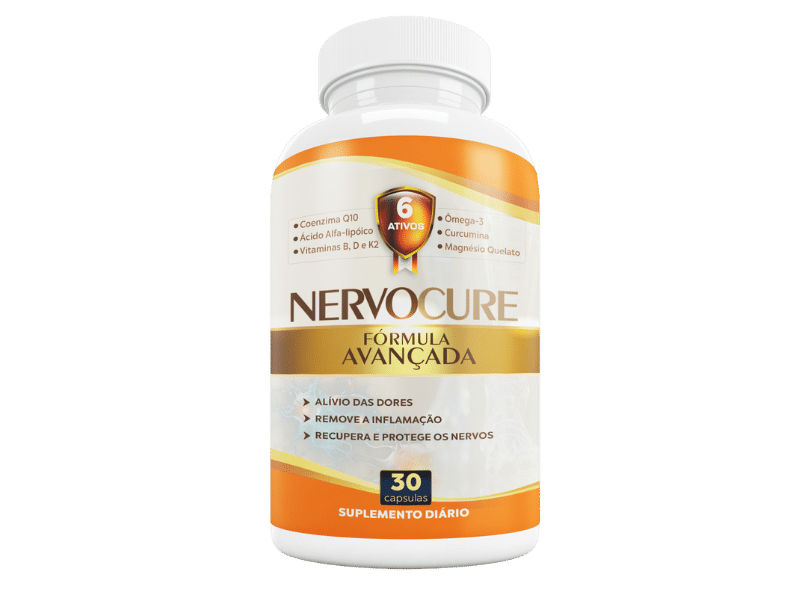 6
ATIVOS
• Coenzima Q10
• Ácido Alfa-lipóico
• Vitaminas B, D e K2
• Ômega-3
• Curcumina
• Magnésio Quelato
NERVOCURE
FÓRMULA
AVANÇADA
➤ ALÍVIO DAS DORES
➤ REMOVE A INFLAMAÇÃO
➤ RECUPERA E PROTEGE OS NERVOS
30
capsulas
SUPLEMENTO DIÁRIO